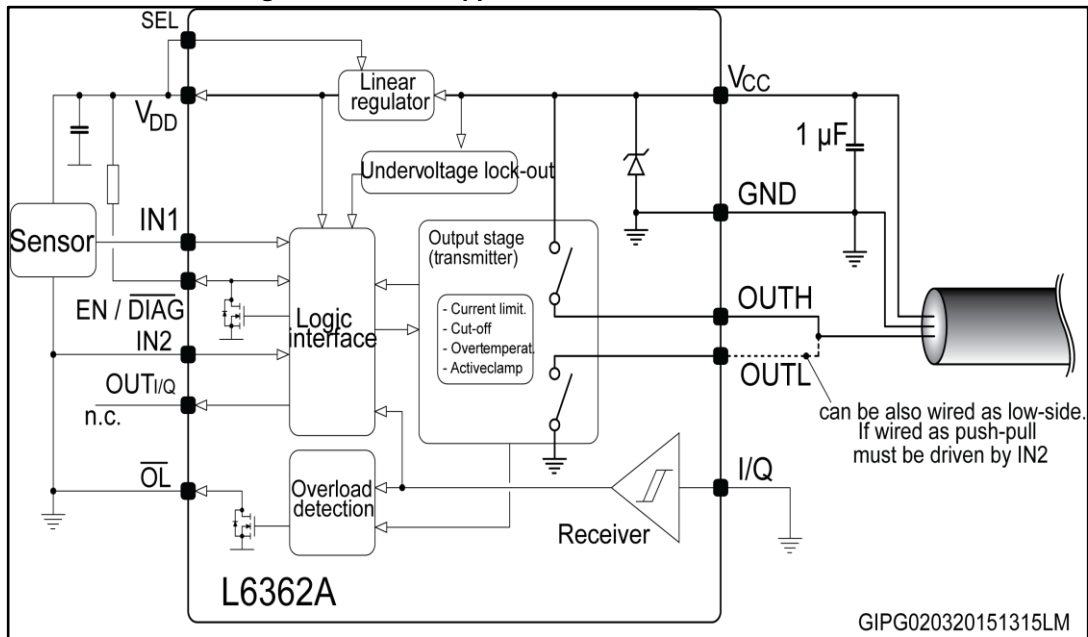 SEL
Linear
regulator
VCC
VDD
1 µF
Undervoltage lock-out
GND
Sensor
IN1
Output stage
(transmitter)
EN / DIAG
Logic
interface
- Current limit.
- Cut-off
- Overtemperat.
- Activeclamp
OUTH
IN2
OUTL
OUTI/Q
n.c.
can be also wired as low-side.
If wired as push-pull
must be driven by IN2
OL
Overload
detection
I/Q
Receiver
L6362A
GIPG020320151315LM